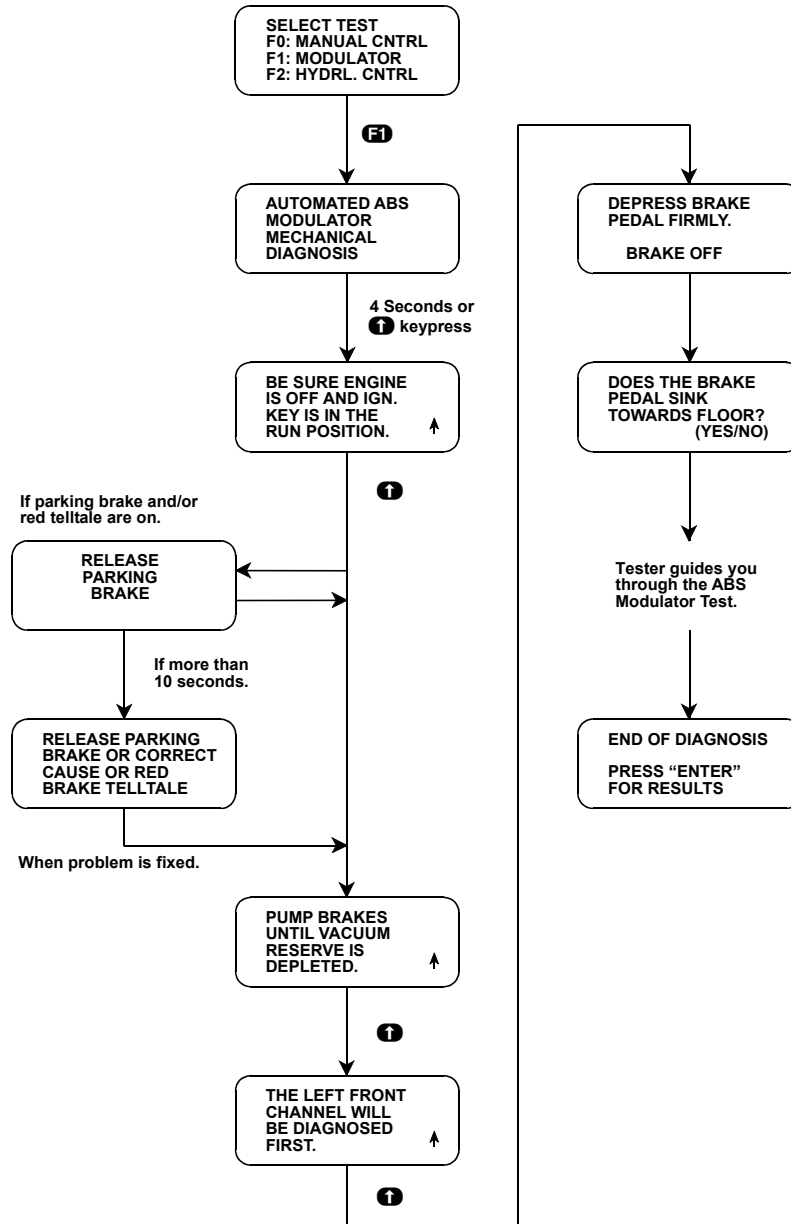 SELECT TEST
F0: MANUAL CNTRL
F1: MODULATOR
F2: HYDRL. CNTRL
F1
AUTOMATED ABS
MODULATOR
MECHANICAL
DIAGNOSIS
4 Seconds or
keypress
BE SURE ENGINE
IS OFF AND IGN.
KEY IS IN THE
RUN POSITION.
If parking brake and/or
red telltale are on.
RELEASE
PARKING
BRAKE
If more than
10 seconds.
RELEASE PARKING
BRAKE OR CORRECT
CAUSE OR RED
BRAKE TELLTALE
When problem is fixed.
PUMP BRAKES
UNTIL VACUUM
RESERVE IS
DEPLETED.
THE LEFT FRONT
CHANNEL WILL
BE DIAGNOSED
FIRST.
DEPRESS BRAKE
PEDAL FIRMLY.
BRAKE OFF
DOES THE BRAKE
PEDAL SINK
TOWARDS FLOOR?
(YES/NO)
Tester guides you
through the ABS
Modulator Test.
END OF DIAGNOSIS
PRESS “ENTER”
FOR RESULTS